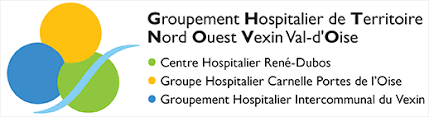 Groupement Hospitalier de Territoire
Nord Ouest Vexin Val-d'Oise
Centre Hospitalier René-Dubos
Groupe Hospitalier Carnelle Portes de l'Oise
Groupement Hospitalier Intercommunal du Vexin